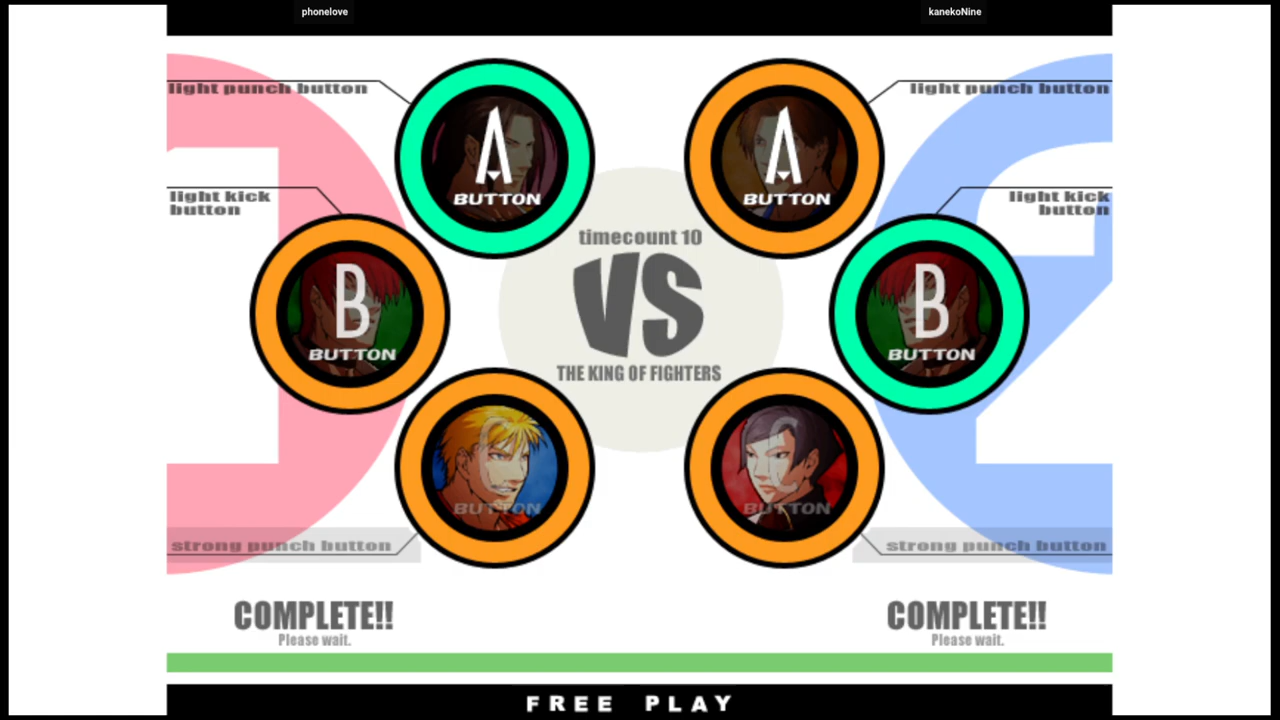 phonelove
kanekoNine
light punch button
light punch button
A
BUTTON
A
BUTTON
light kick
button
light kick
button
1
2
timecount 10
VS
THE KING OF FIGHTERS
B
BUTTON
B
BUTTON
C
BUTTON
C
BUTTON
strong punch button
strong punch button
COMPLETE!!
Please wait.
COMPLETE!!
Please wait.
FREE PLAY